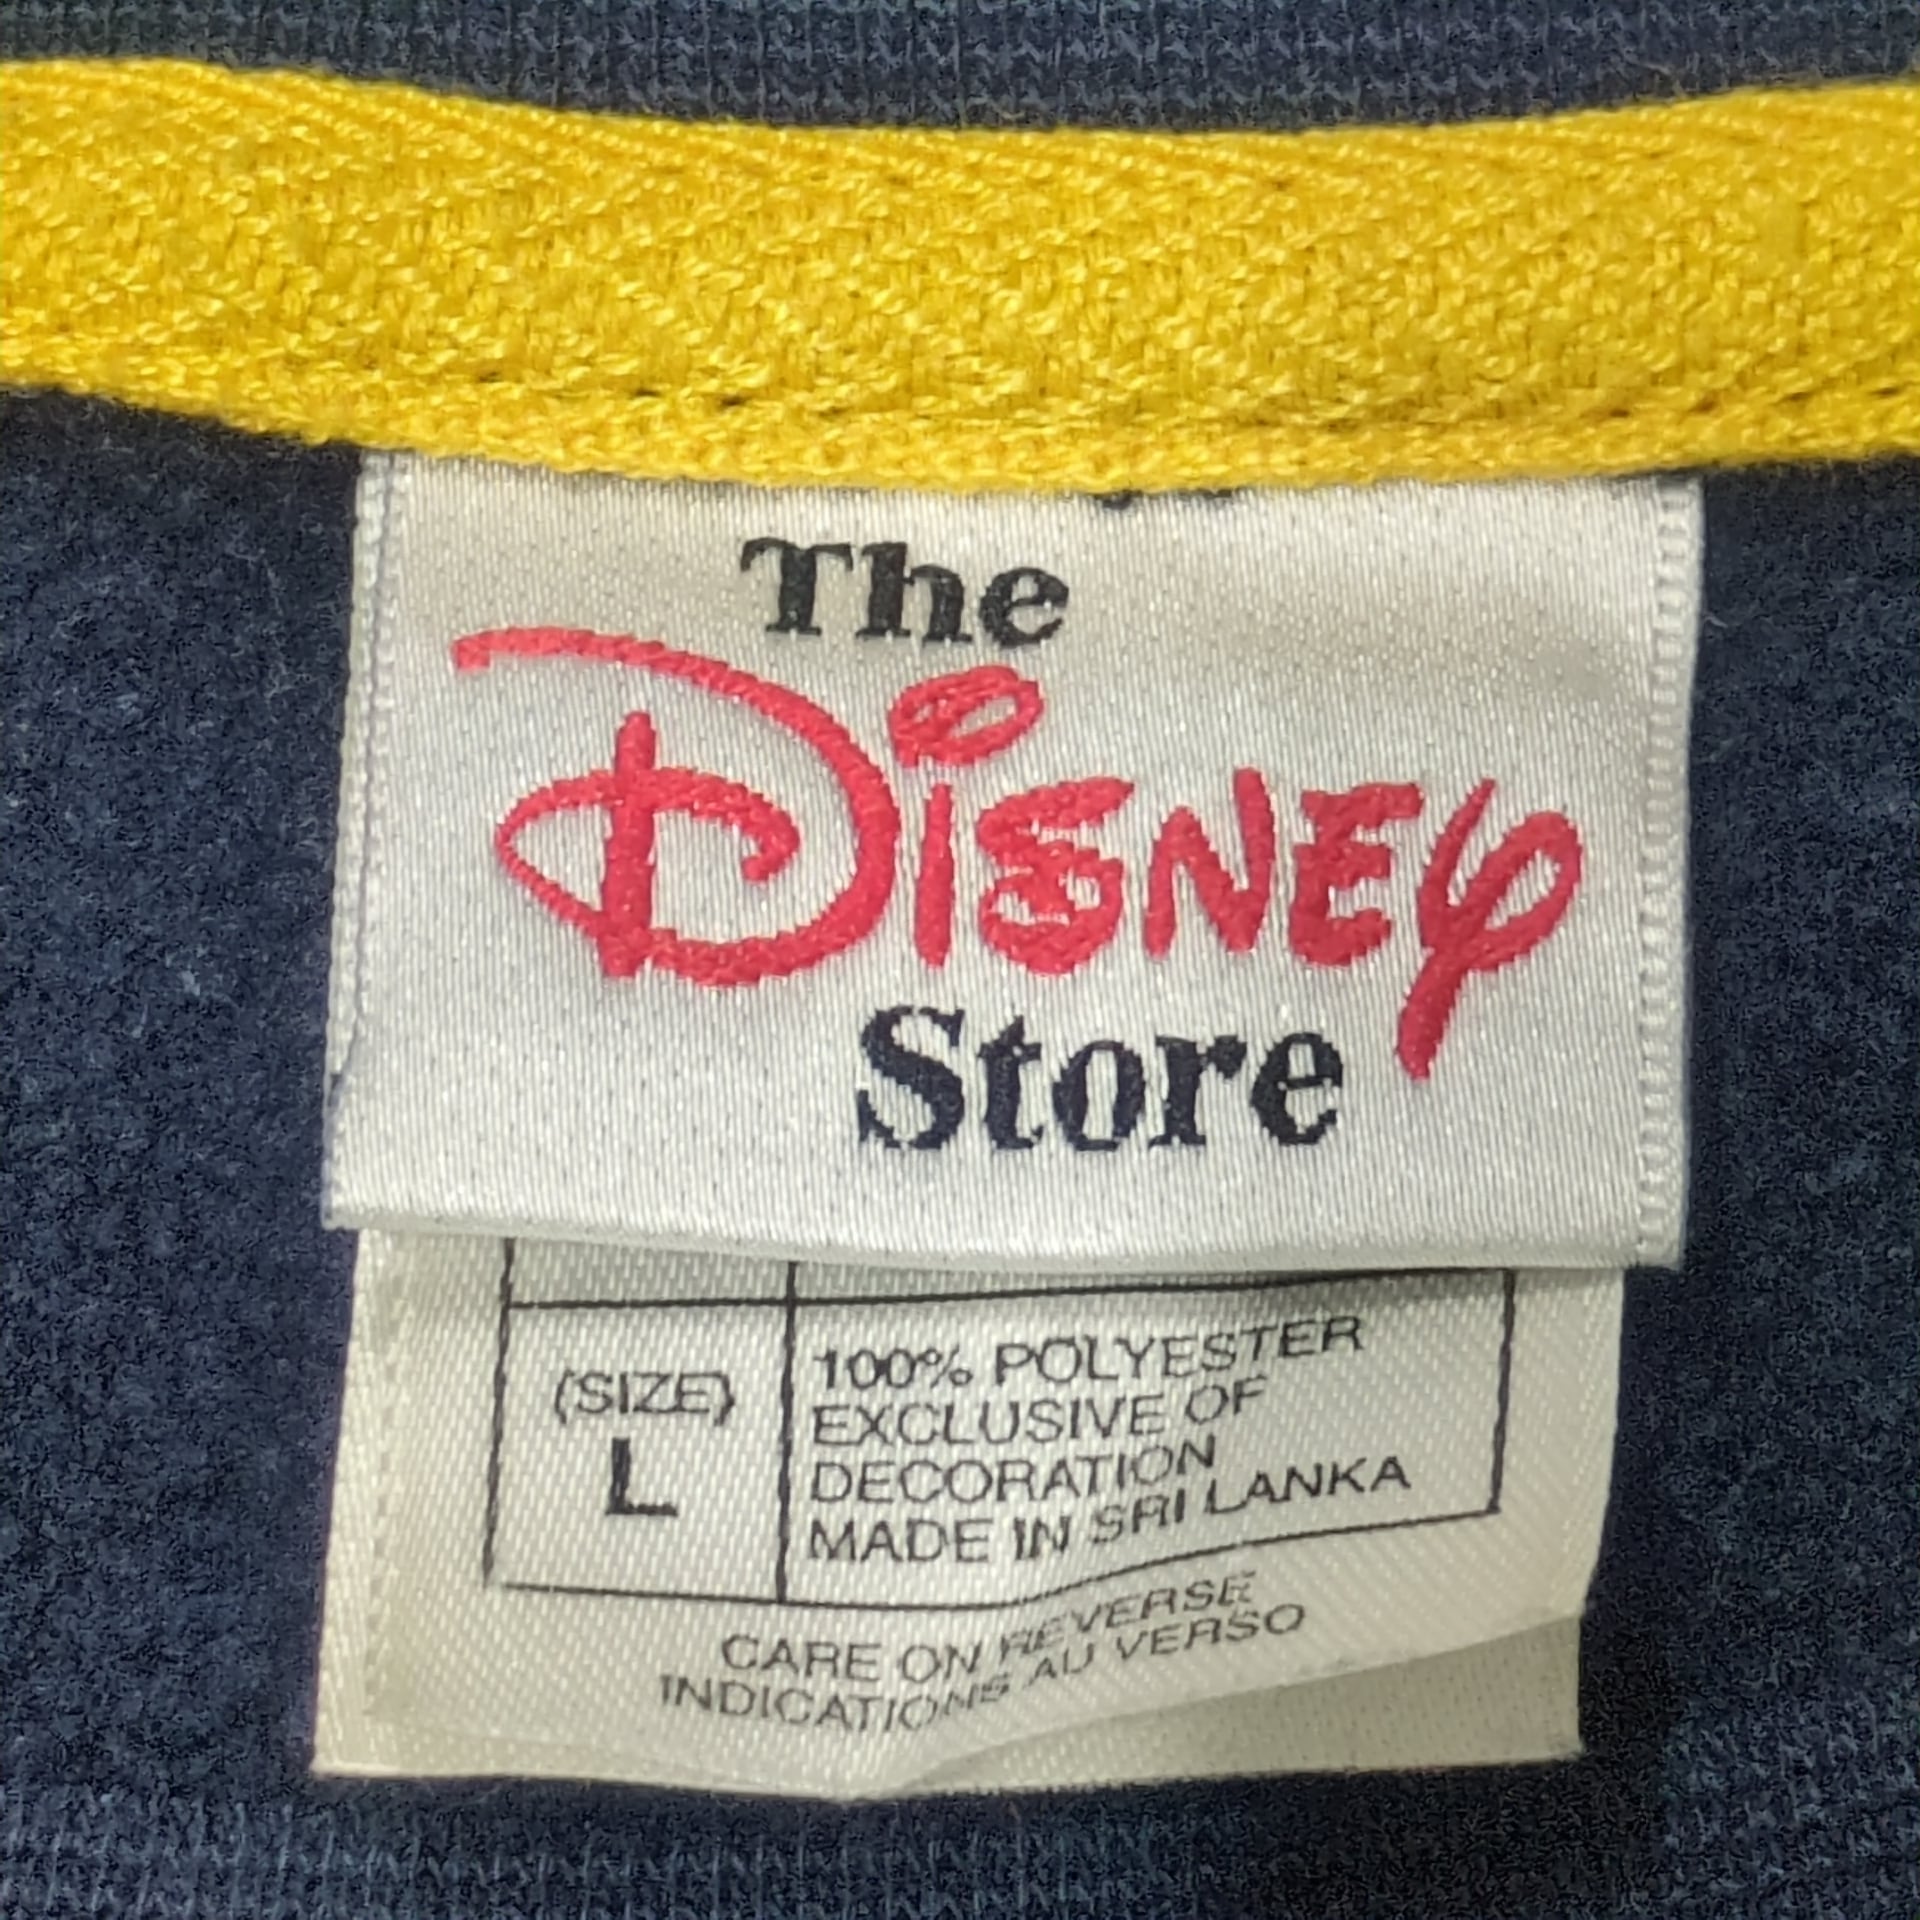 The
Disney
Store
(SIZE)
L
100% POLYESTER
EXCLUSIVE OF
DECORATION
MADE IN SRI LANKA
CARE ON REVERSE
INDICATIONS AU VERSO